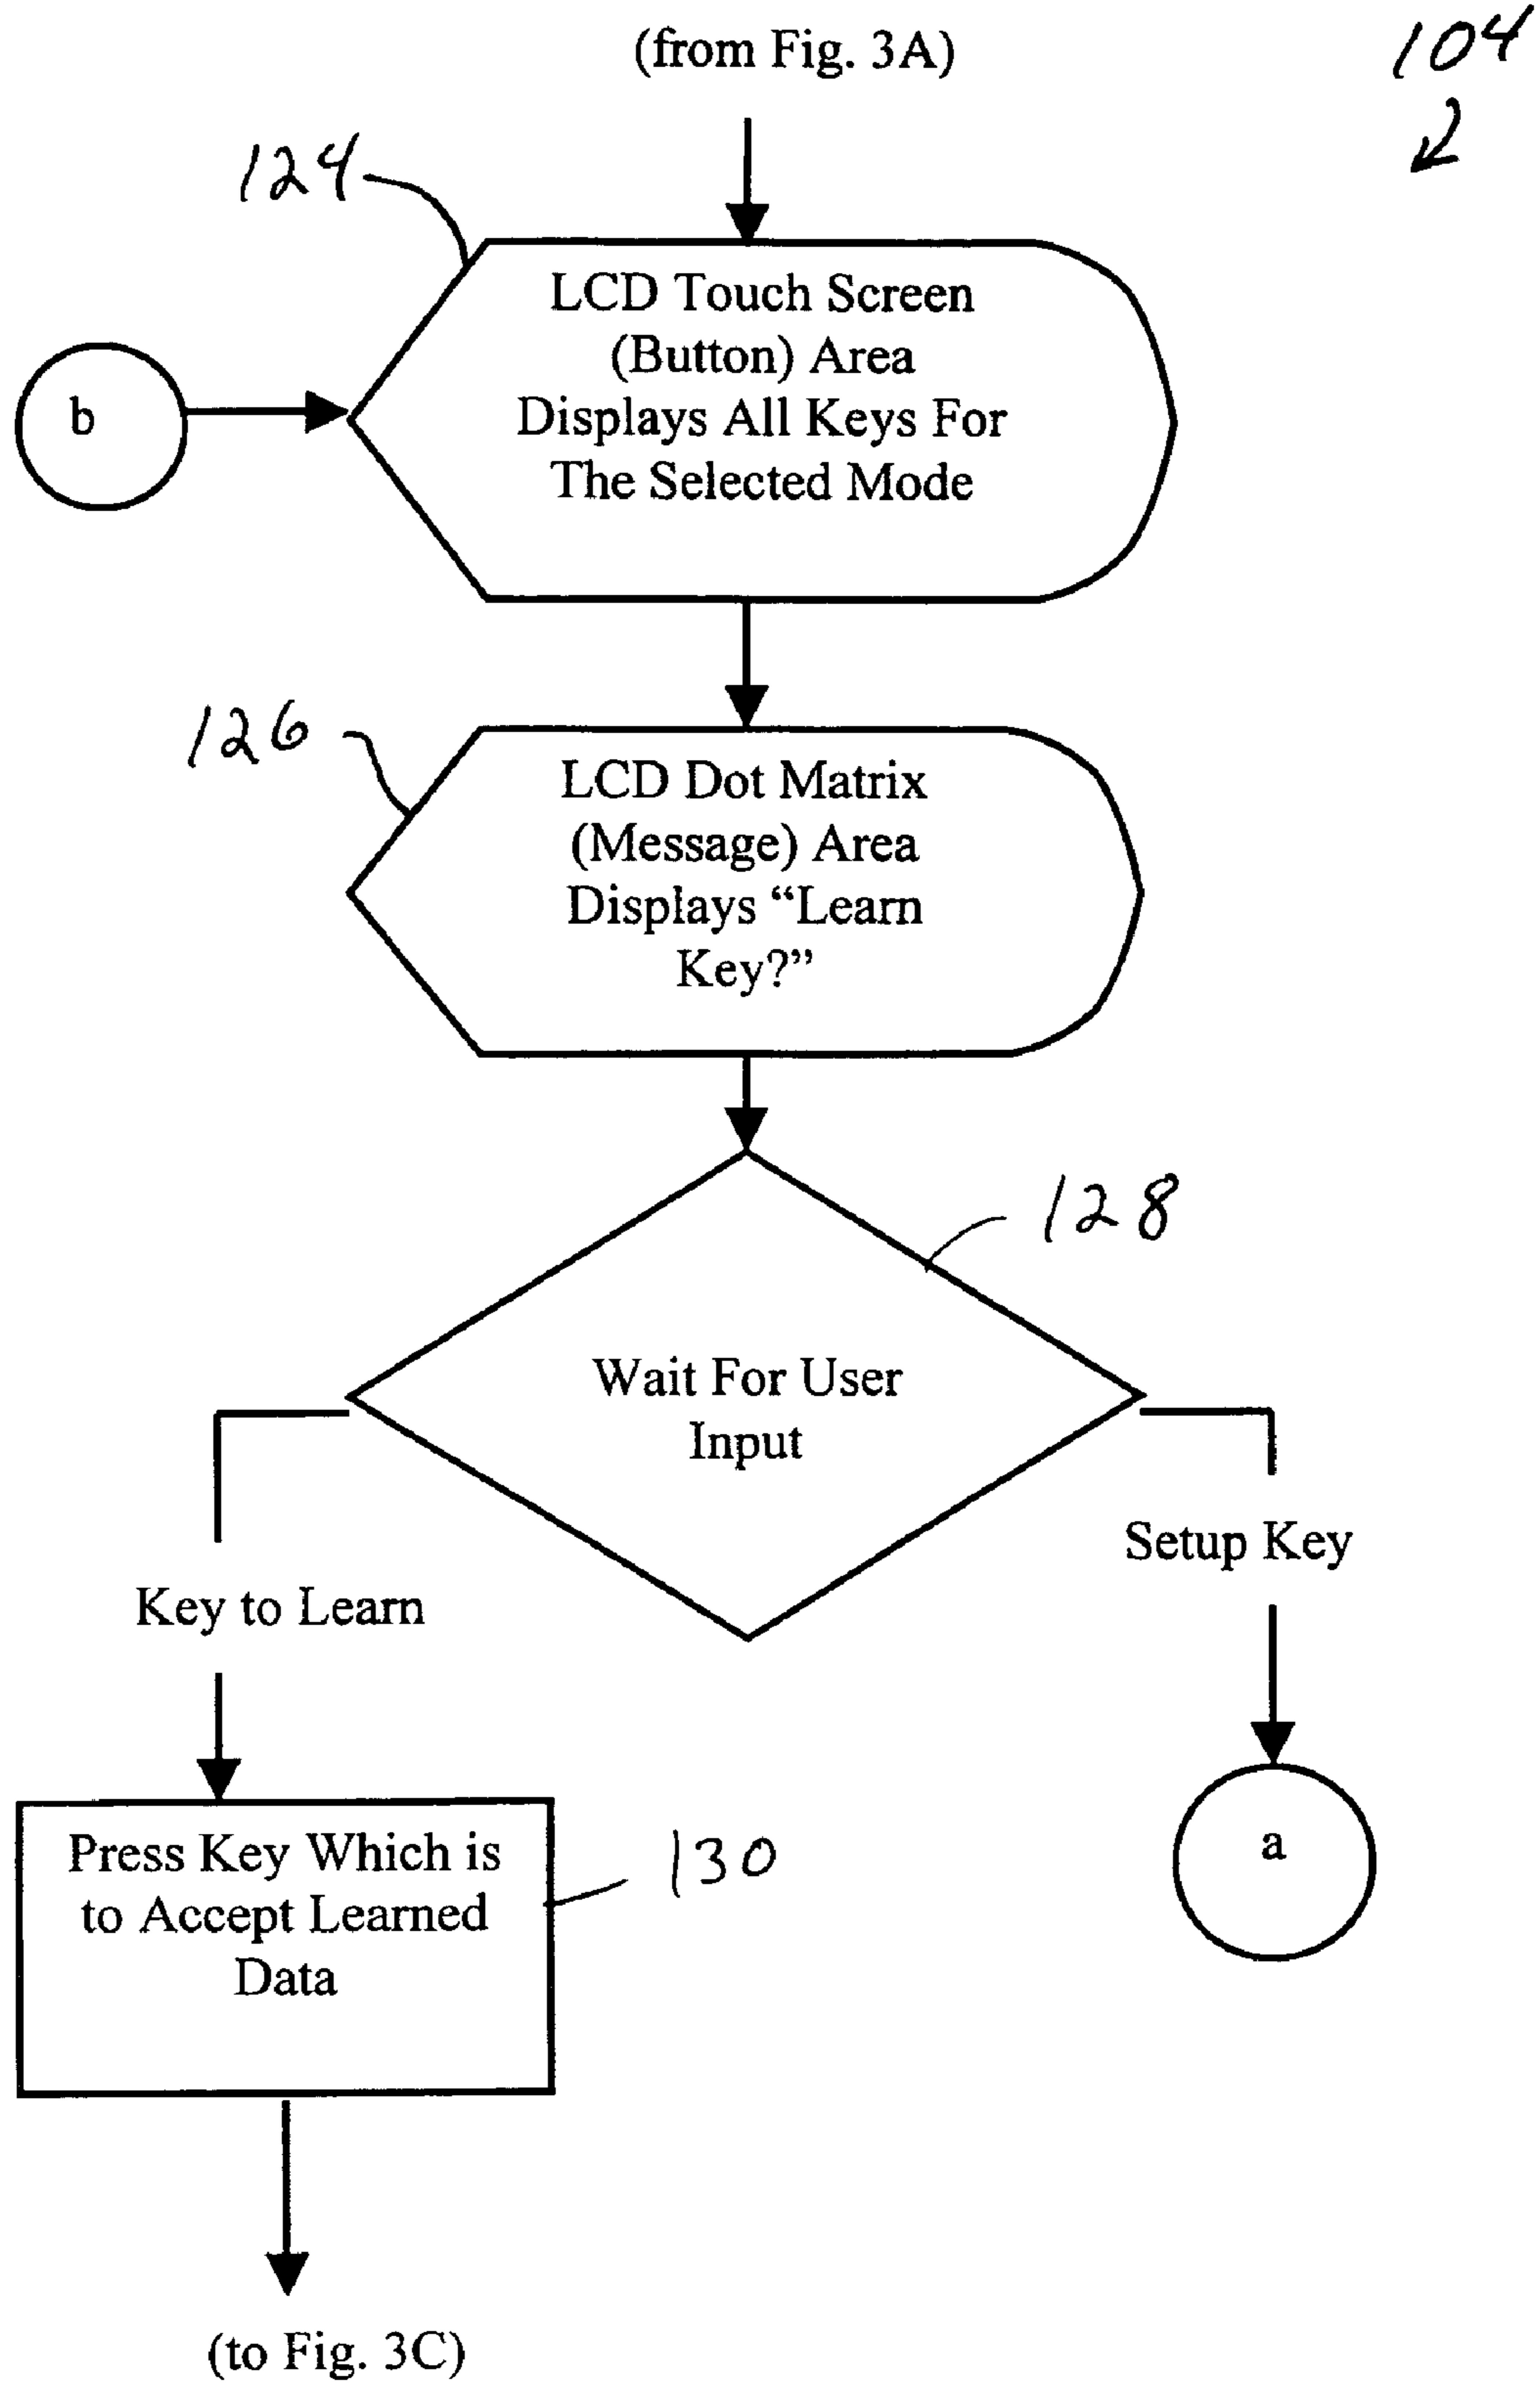 (from Fig. 3A)
104
124
LCD Touch Screen
(Button) Area
Displays All Keys For
The Selected Mode
b
126
LCD Dot Matrix
(Message) Area
Displays “Learn
Key?”
128
Wait For User
Input
Setup Key
Key to Learn
a
Press Key Which is
to Accept Learned
Data
130
(to Fig. 3C)